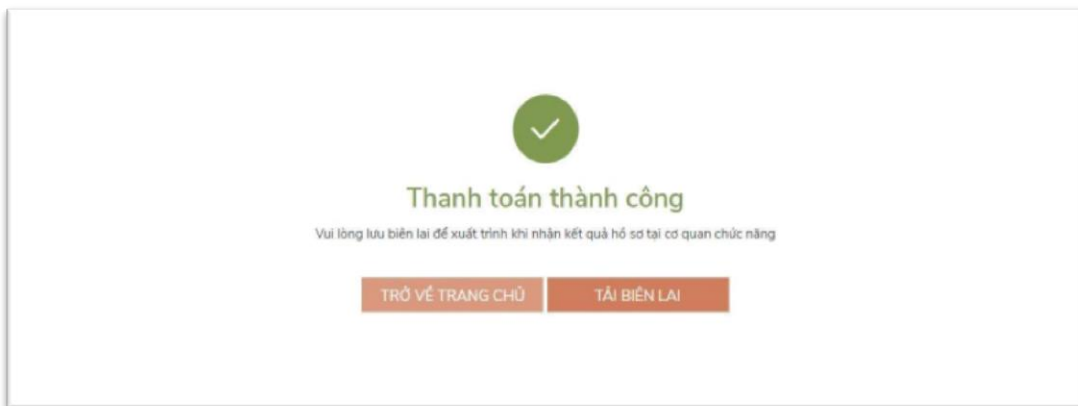 Thanh toán thành công
Vui lòng lưu biên lai để xuất trình khi nhận kết quả hồ sơ tại cơ quan chức năng
TRỞ VỀ TRANG CHỦ
TẢI BIÊN LAI